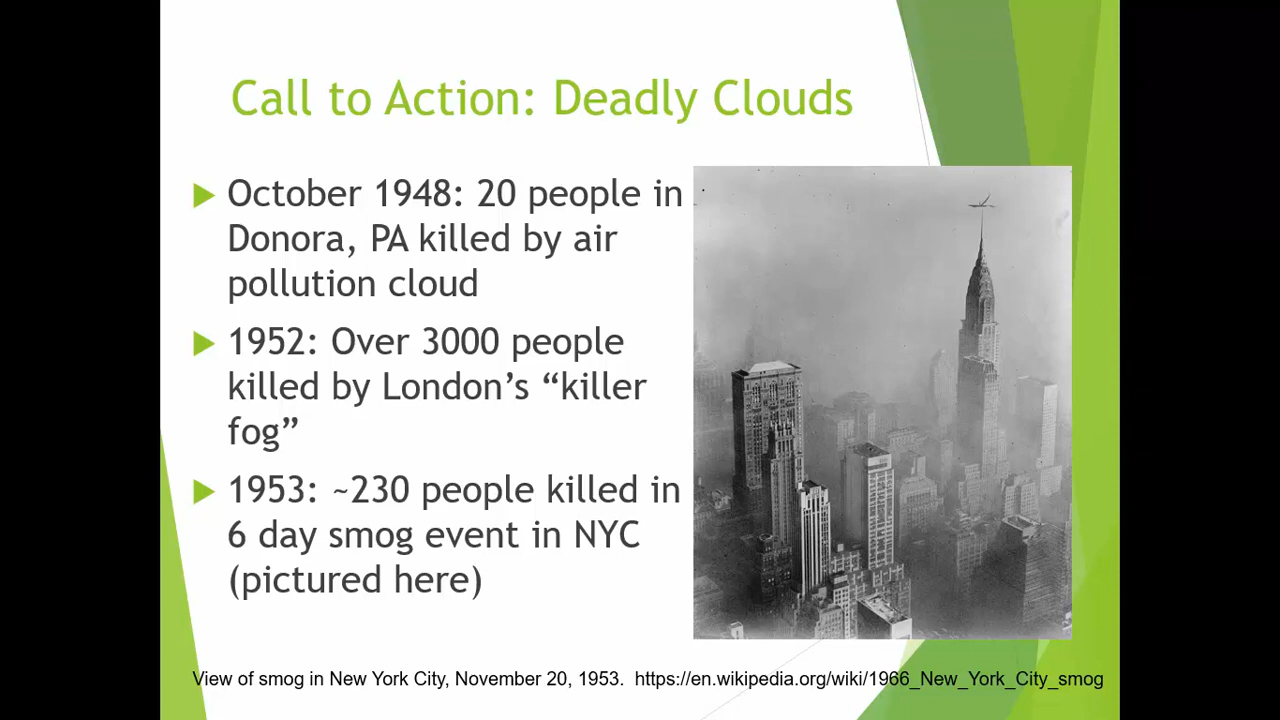 Call to Action: Deadly Clouds
October 1948: 20 people in
Donora, PA killed by air
pollution cloud
1952: Over 3000 people
killed by London’s “killer
fog”
1953: ~230 people killed in
6 day smog event in NYC
(pictured here)
View of smog in New York City, November 20, 1953. https://en.wikipedia.org/wiki/1966_New_York_City_smog